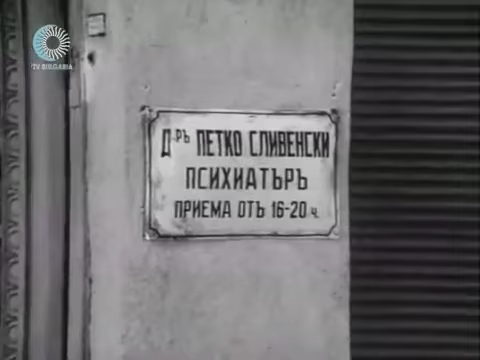 TV BULGARIA
Д-РЪ ПЕТКО СЛИВЕНСКИ
ПСИХИАТЪРЪ
ПРИЕМА ОТЪ 16-20 ч.